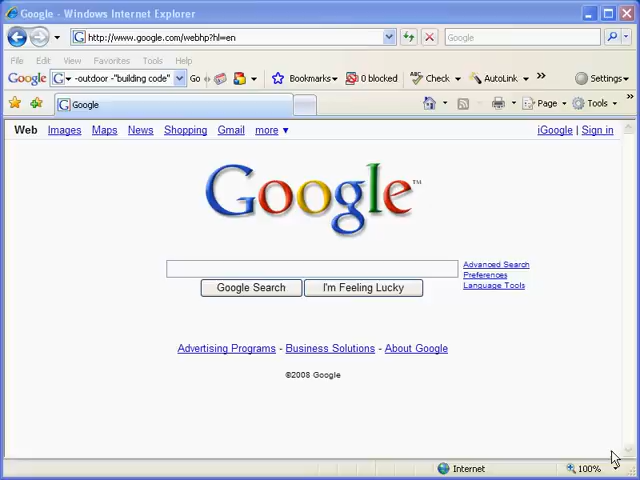 Google - Windows Internet Explorer
http://www.google.com/webhp?hl=en
Google
File Edit View Favorites Tools Help
Google -outdoor -"building code" Go Bookmarks 0 blocked Check AutoLink Settings
Google Page Tools
Web Images Maps News Shopping Gmail more iGoogle | Sign in
Google™
Advanced Search
Preferences
Language Tools
Google Search I'm Feeling Lucky
Advertising Programs - Business Solutions - About Google
©2008 Google
Internet 100%